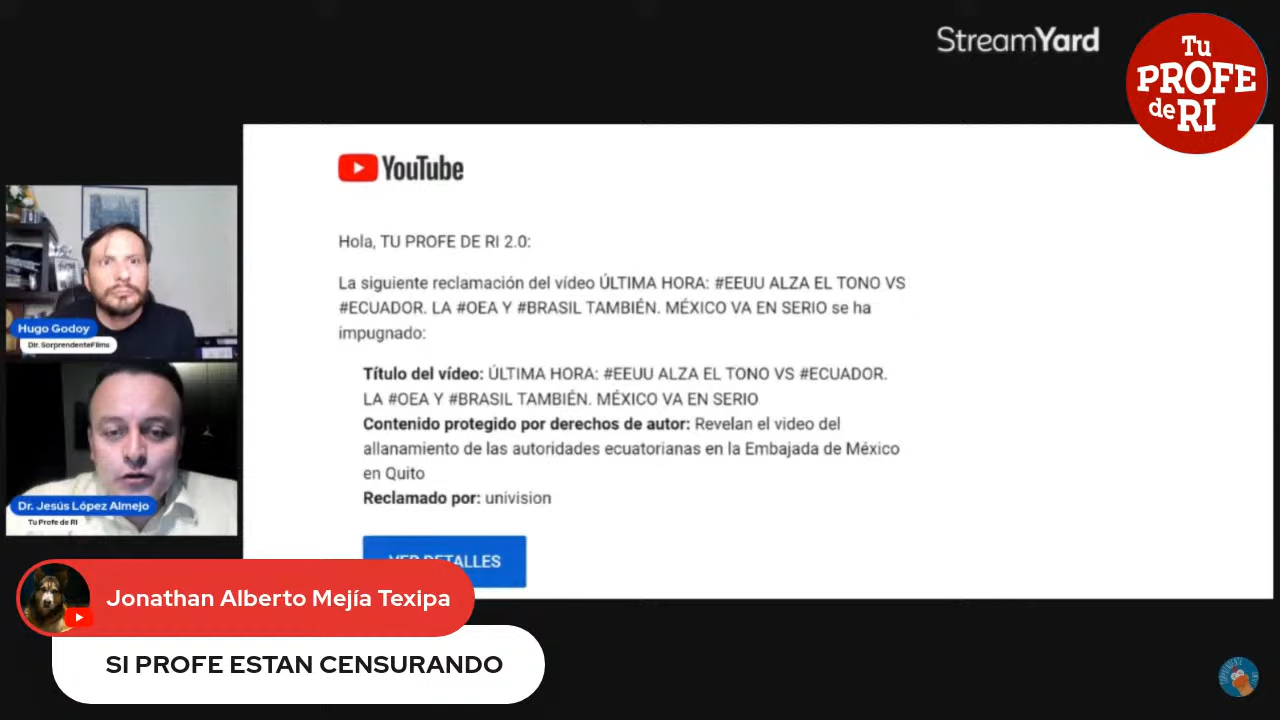 StreamYard
Tu
PROFE
de RI
YouTube
Hola, TU PROFE DE RI 2.0:
La siguiente reclamación del vídeo ÚLTIMA HORA: #EEUU ALZA EL TONO VS
#ECUADOR. LA #OEA Y #BRASIL TAMBIÉN. MÉXICO VA EN SERIO se ha
impugnado:
Título del vídeo: ÚLTIMA HORA: #EEUU ALZA EL TONO VS #ECUADOR.
LA #OEA Y #BRASIL TAMBIÉN. MÉXICO VA EN SERIO
Contenido protegido por derechos de autor: Revelan el video del
allanamiento de las autoridades ecuatorianas en la Embajada de México
en Quito
Reclamado por: univision
VER DETALLES
Hugo Godoy
Dir. SorprendenteFilms
Dr. Jesús López Almejo
Tu Profe de RI
Jonathan Alberto Mejía Texipa
SI PROFE ESTAN CENSURANDO